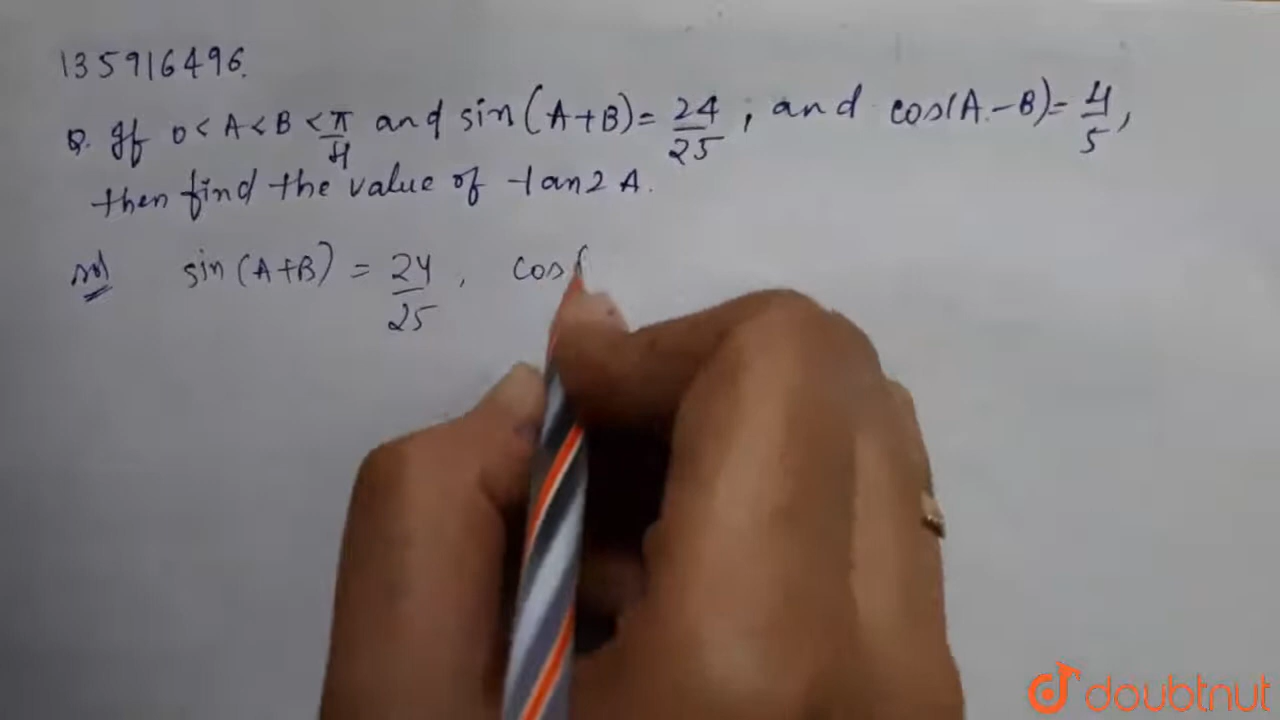 135916496.
Q. If 0 < A < B < π/4 and sin(A+B) = 24/25, and cos(A-B) = 4/5,
then find the value of tan2A.
sol sin(A+B) = 24/25, cos(
doubtnut